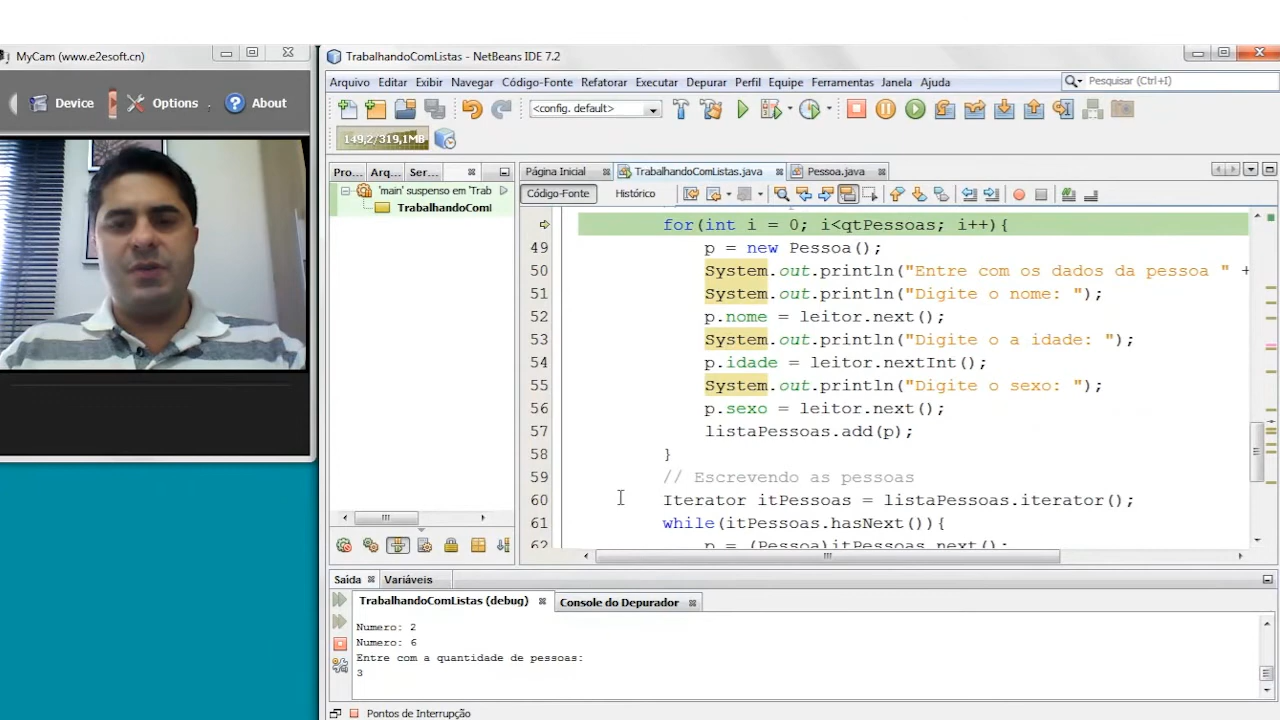 MyCam (www.e2esoft.cn)
Device
Options
About
TrabalhandoComListas - NetBeans IDE 7.2
Arquivo Editar Exibir Navegar Código-Fonte Refatorar Executar Depurar Perfil Equipe Ferramentas Janela Ajuda
Pesquisar (Ctrl+I)
<config. default>
149,2/319,1MB
Pro... Arq... Ser...
Página Inicial TrabalhandoComListas.java Pessoa.java
'main' suspenso em 'Trab
TrabalhandoComl
Código-Fonte Histórico
for(int i = 0; i<qtPessoas; i++){
49 p = new Pessoa();
50 System.out.println("Entre com os dados da pessoa " +
51 System.out.println("Digite o nome: ");
52 p.nome = leitor.next();
53 System.out.println("Digite o a idade: ");
54 p.idade = leitor.nextInt();
55 System.out.println("Digite o sexo: ");
56 p.sexo = leitor.next();
57 listaPessoas.add(p);
58 }
59 // Escrevendo as pessoas
60 Iterator itPessoas = listaPessoas.iterator();
61 while(itPessoas.hasNext()){
62 p = (Pessoa)itPessoas.next();
Saída Variáveis
TrabalhandoComListas (debug) Console do Depurador
Numero: 2
Numero: 6
Entre com a quantidade de pessoas:
3
Pontos de Interrupção